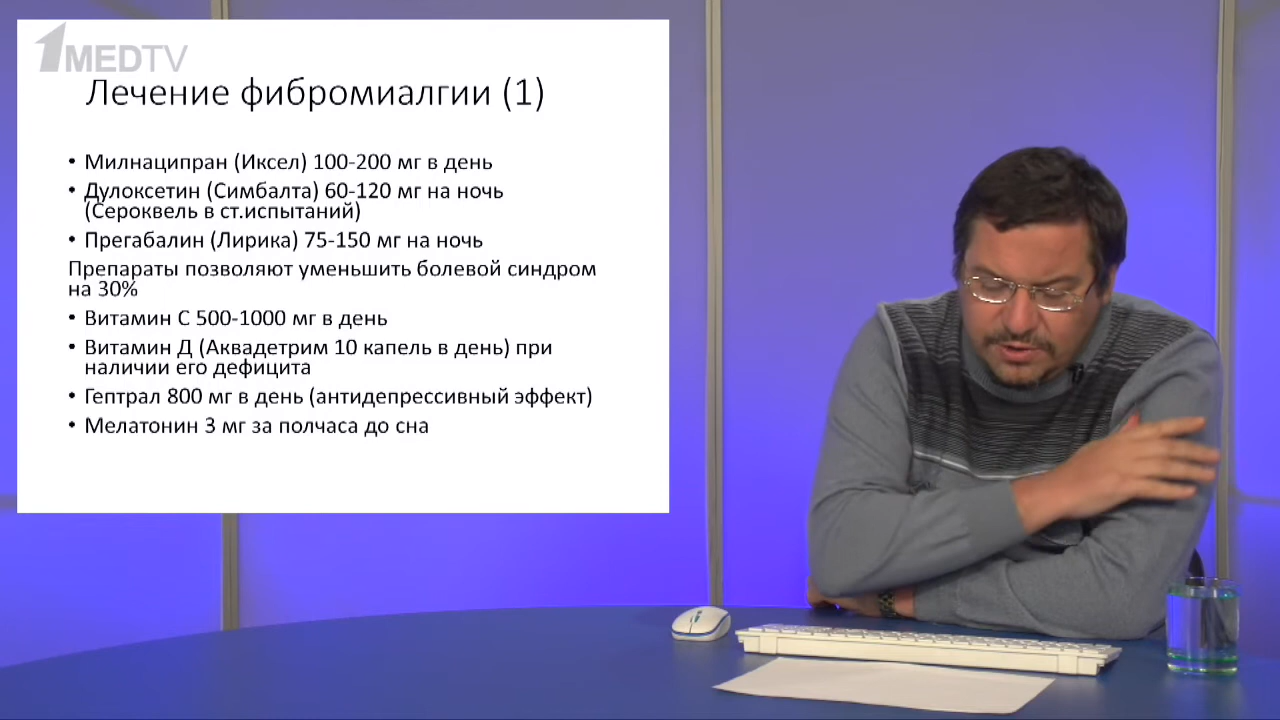 1MEDTV
Лечение фибромиалгии (1)
• Милнаципран (Иксел) 100-200 мг в день
• Дулоксетин (Симбалта) 60-120 мг на ночь
(Сероквель в ст.испытаний)
• Прегабалин (Лирика) 75-150 мг на ночь
Препараты позволяют уменьшить болевой синдром
на 30%
• Витамин С 500-1000 мг в день
• Витамин Д (Аквадетрим 10 капель в день) при
наличии его дефицита
• Гептрал 800 мг в день (антидепрессивный эффект)
• Мелатонин 3 мг за полчаса до сна